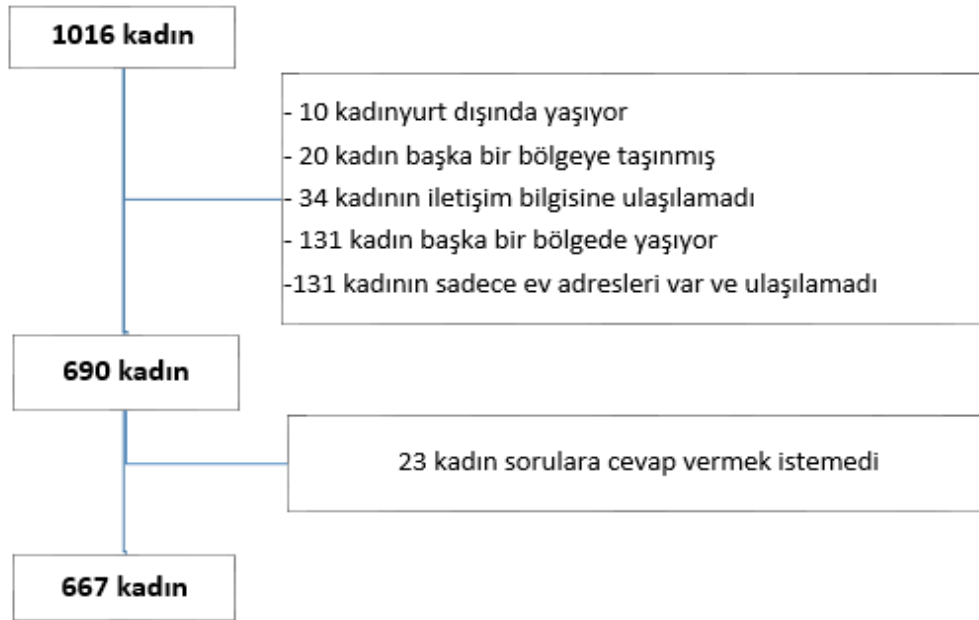 1016 kadın
- 10 kadınyurt dışında yaşıyor
- 20 kadın başka bir bölgeye taşınmış
- 34 kadının iletişim bilgisine ulaşılamadı
- 131 kadın başka bir bölgede yaşıyor
-131 kadının sadece ev adresleri var ve ulaşılamadı
690 kadın
23 kadın sorulara cevap vermek istemedi
667 kadın